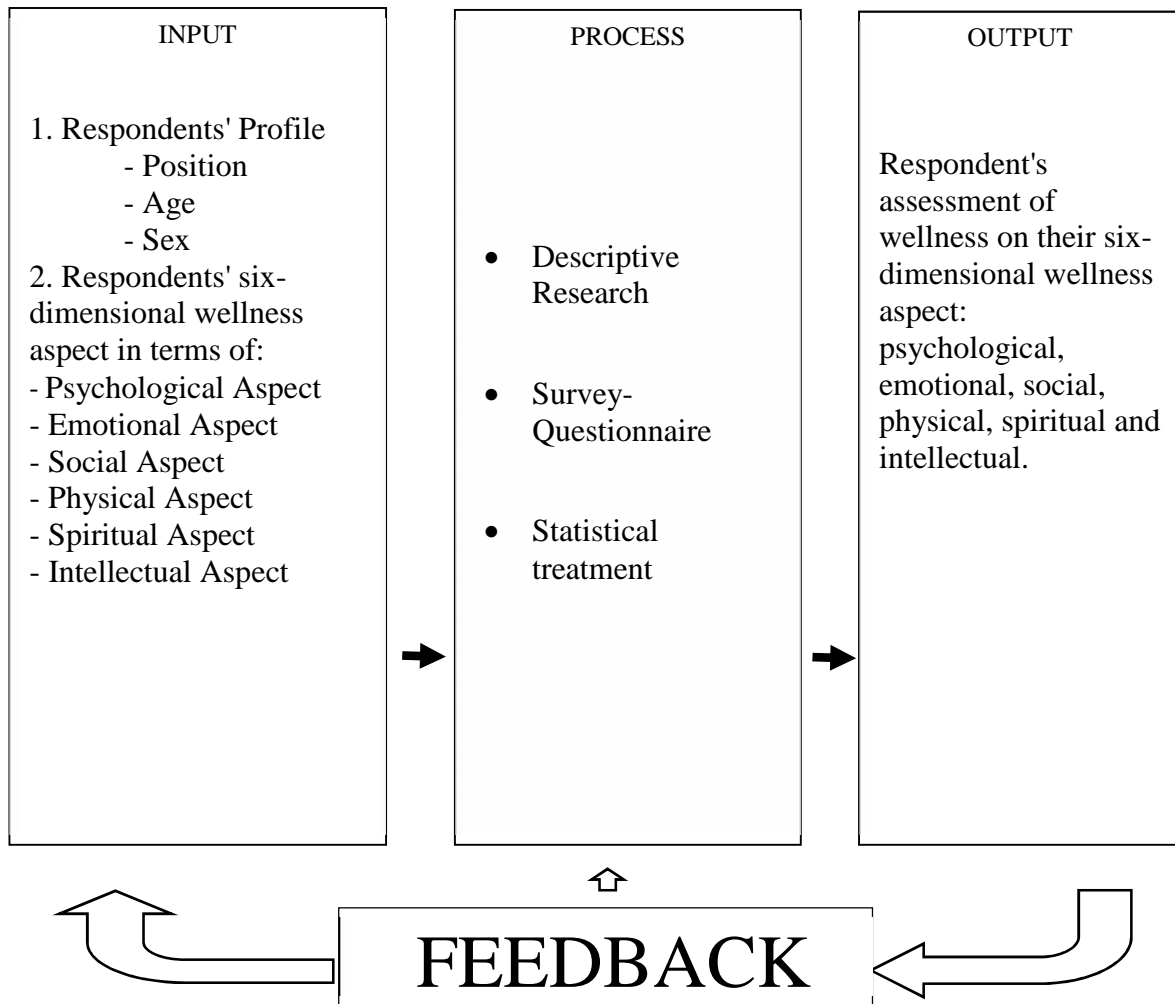 INPUT
1. Respondents' Profile
- Position
- Age
- Sex
2. Respondents' six-
dimensional wellness
aspect in terms of:
- Psychological Aspect
- Emotional Aspect
- Social Aspect
- Physical Aspect
- Spiritual Aspect
- Intellectual Aspect
PROCESS
• Descriptive
Research
• Survey-
Questionnaire
• Statistical
treatment
OUTPUT
Respondent's
assessment of
wellness on their six-
dimensional wellness
aspect:
psychological,
emotional, social,
physical, spiritual and
intellectual.
FEEDBACK